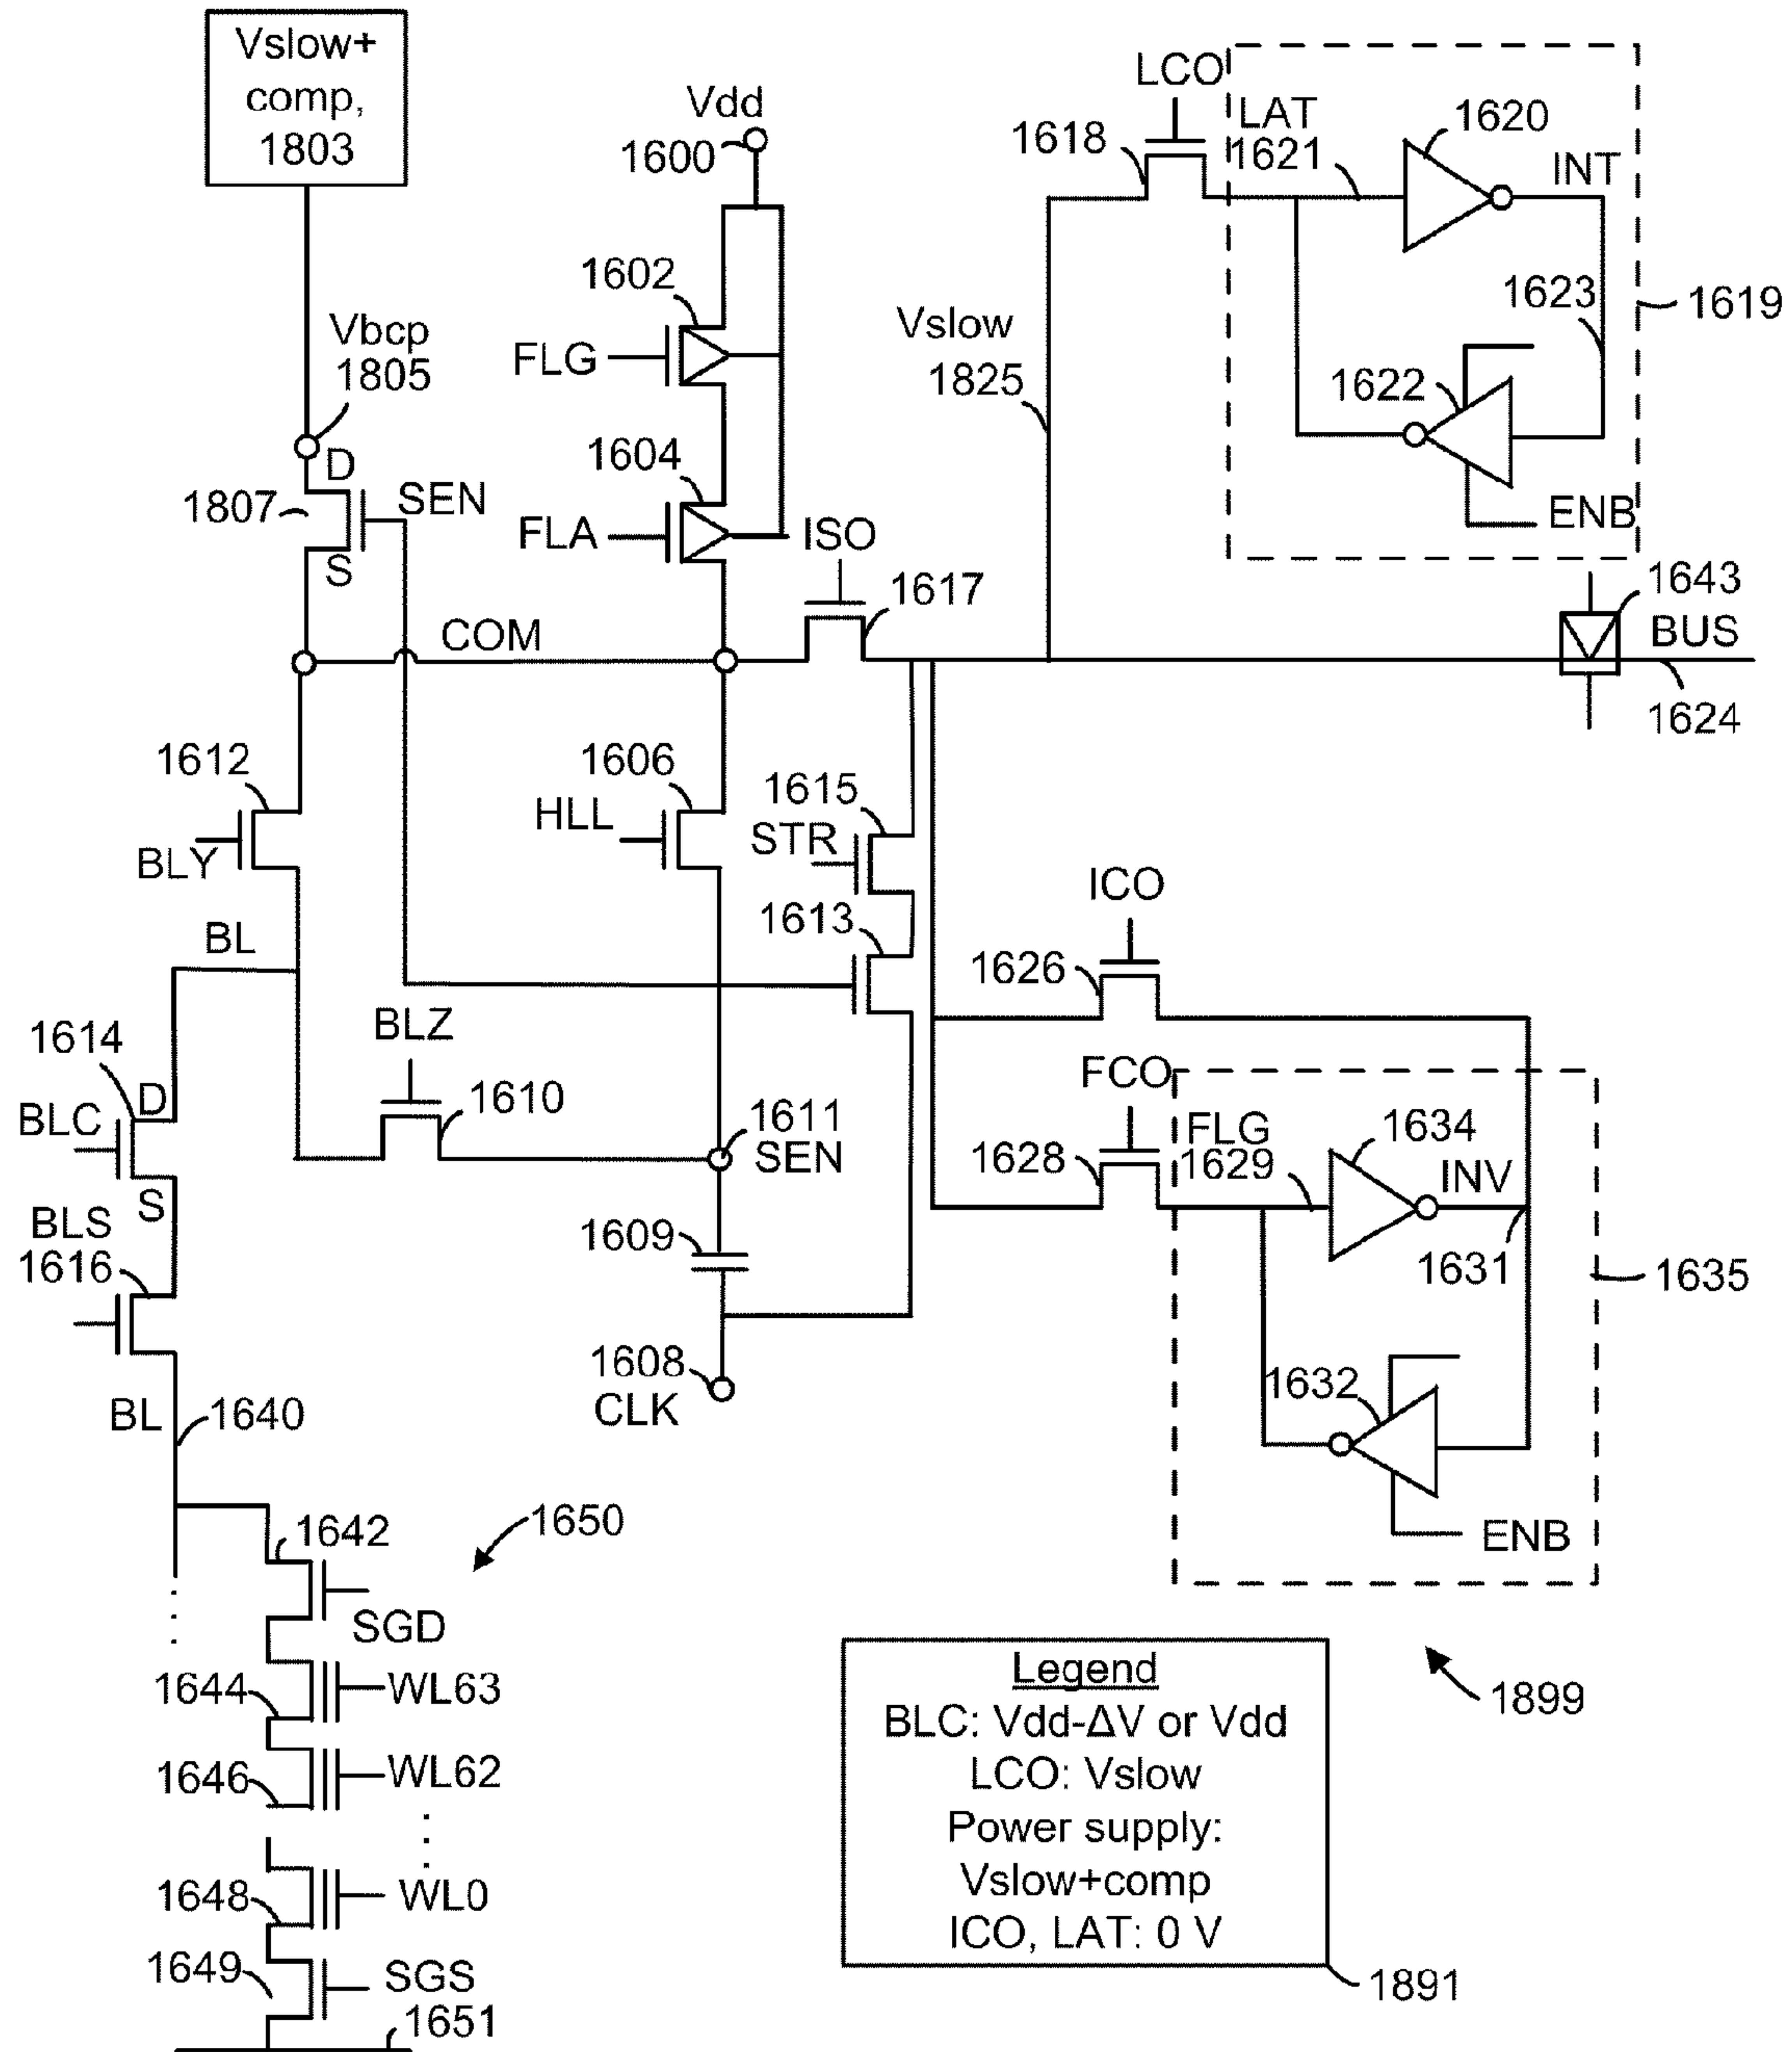 Vslow+
comp,
1803
Vdd
1600
LCO
1618
LAT
1621
1620
INT
1602
FLG
Vslow
1825
1623
1619
Vbcp
1805
1622
D
1807
SEN
S
1604
FLA
ISO
1617
ENB
1643
BUS
1624
COM
1612
BLY
1606
HLL
1615
STR
1613
ICO
1626
BL
BLZ
1610
1614
D
BLC
S
1611
SEN
FCO
1628
FLG
1629
1634
INV
1631
1635
BLS
1616
1609
1608
CLK
1632
ENB
BL
1640
1642
1650
SGD
1644
WL63
1646
WL62
1648
WL0
1649
SGS
1651
Legend
BLC: Vdd-ΔV or Vdd
LCO: Vslow
Power supply:
Vslow+comp
ICO, LAT: 0 V
1891
1899